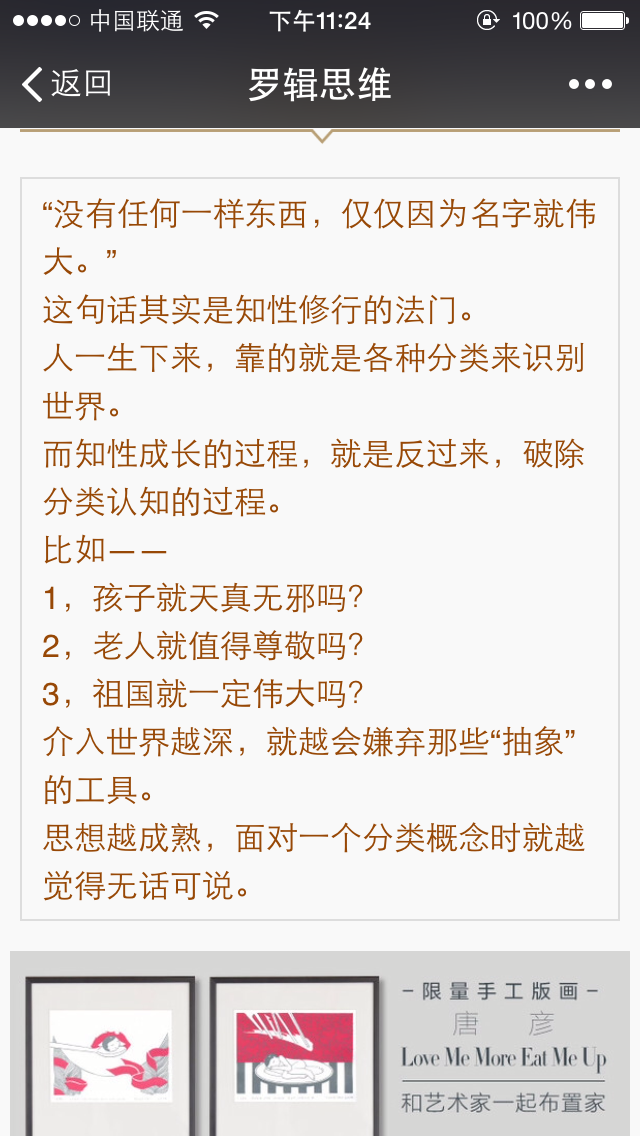 中国联通 下午11:24 100%
返回 罗辑思维
“没有任何一样东西，仅仅因为名字就伟
大。”
这句话其实是知性修行的法门。
人一生下来，靠的就是各种分类来识别
世界。
而知性成长的过程，就是反过来，破除
分类认知的过程。
比如——
1，孩子就天真无邪吗？
2，老人就值得尊敬吗？
3，祖国就一定伟大吗？
介入世界越深，就越会嫌弃那些“抽象”
的工具。
思想越成熟，面对一个分类概念时就越
觉得无话可说。
- 限量手工版画 -
唐 彦
Love Me More Eat Me Up
和艺术家一起布置家